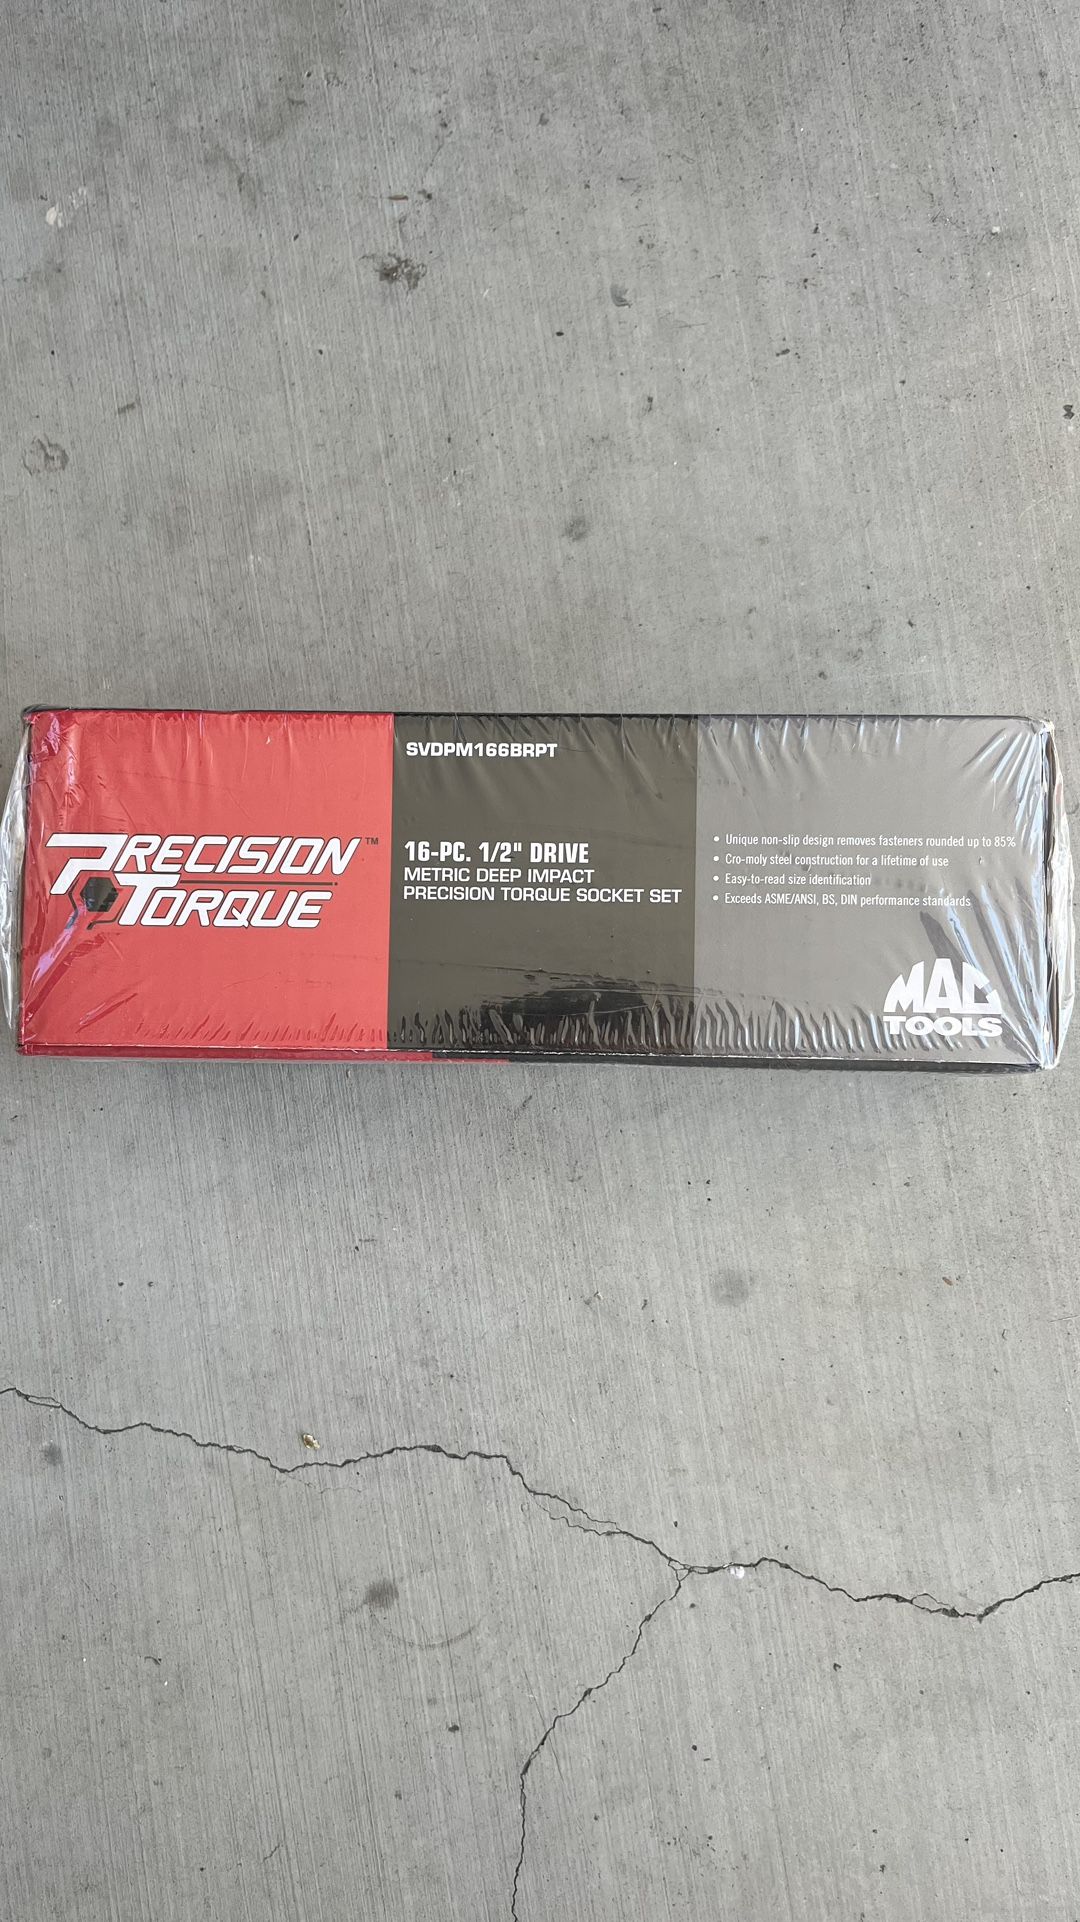 PRECISION TORQUE™
SVDPM166BRPT
16-PC. 1/2" DRIVE
METRIC DEEP IMPACT
PRECISION TORQUE SOCKET SET
• Unique non-slip design removes fasteners rounded up to 85%
• Cro-moly steel construction for a lifetime of use
• Easy-to-read size identification
• Exceeds ASME/ANSI, BS, DIN performance standards
MAC
TOOLS